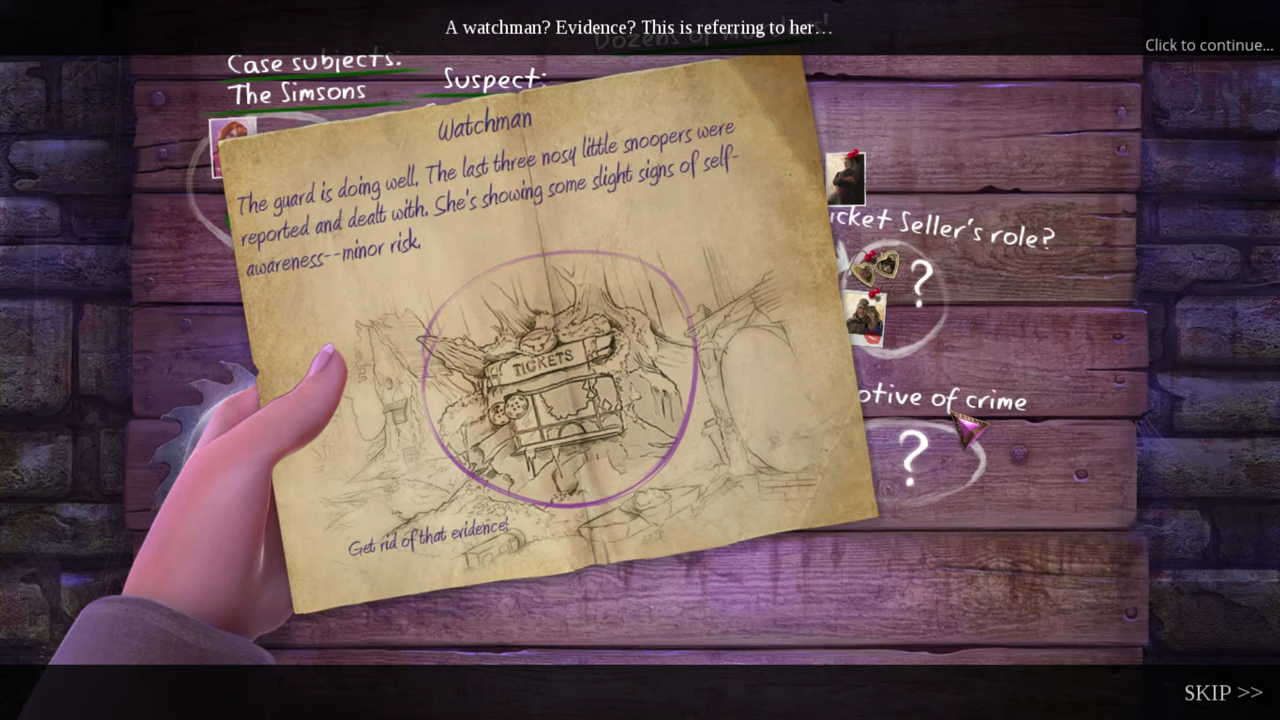 A watchman? Evidence? This is referring to her…
Click to continue...
Case subjects:
The Simsons
Suspect:
Watchman
The guard is doing well. The last three nosy little snoopers were
reported and dealt with. She's showing some slight signs of self-
awareness--minor risk.
TICKETS
Get rid of that evidence!
icket Seller's role?
?
otive of crime
?
SKIP >>